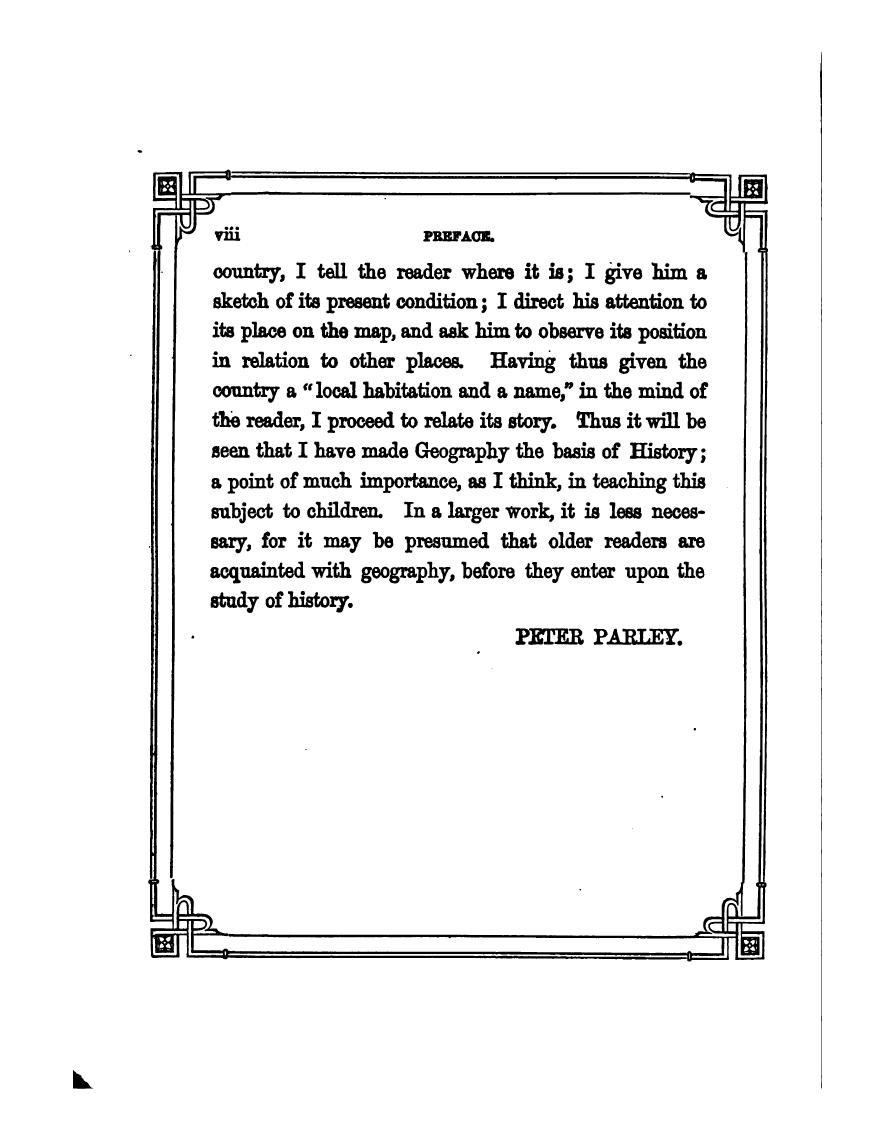 viii PREFACE.
country, I tell the reader where it is; I give him a
sketch of its present condition; I direct his attention to
its place on the map, and ask him to observe its position
in relation to other places. Having thus given the
country a “local habitation and a name,” in the mind of
the reader, I proceed to relate its story. Thus it will be
seen that I have made Geography the basis of History;
a point of much importance, as I think, in teaching this
subject to children. In a larger work, it is less neces-
sary, for it may be presumed that older readers are
acquainted with geography, before they enter upon the
study of history.
PETER PARLEY.